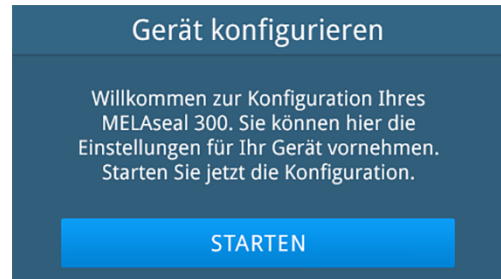 Gerät konfigurieren
Willkommen zur Konfiguration Ihres
MELAseal 300. Sie können hier die
Einstellungen für Ihr Gerät vornehmen.
Starten Sie jetzt die Konfiguration.
STARTEN